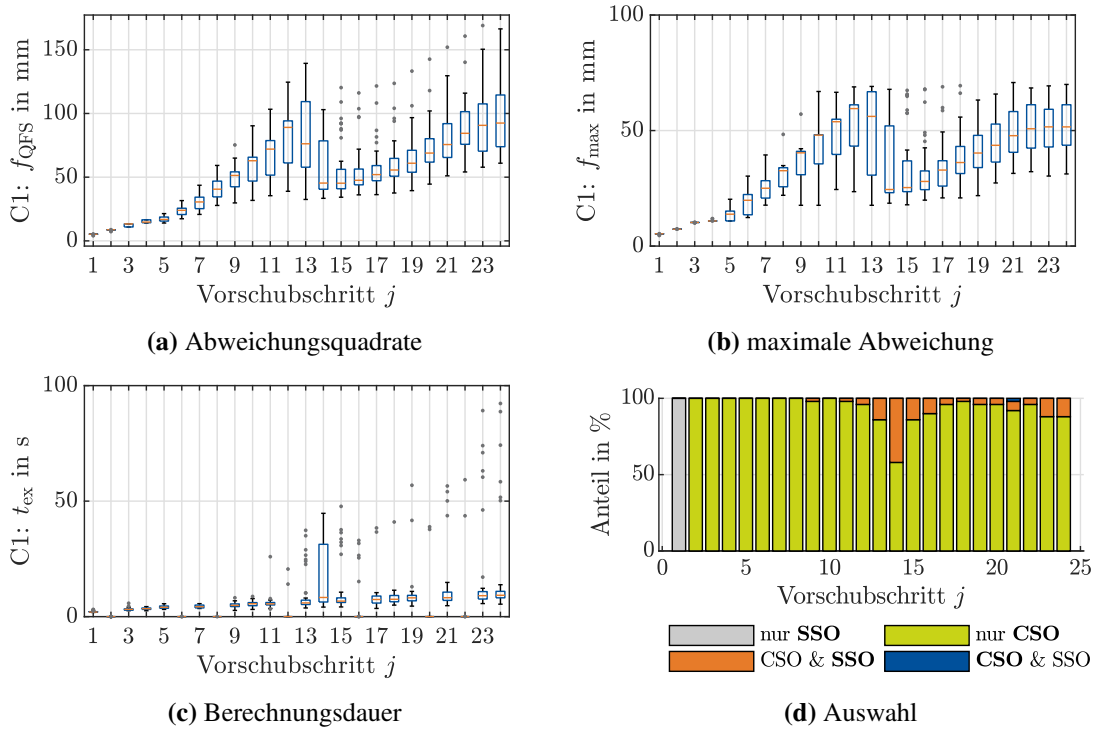 C1: f_QFS in mm
150
100
50
0
1 3 5 7 9 11 13 15 17 19 21 23
Vorschubschritt j
(a) Abweichungsquadrate
C1: f_max in mm
100
50
0
1 3 5 7 9 11 13 15 17 19 21 23
Vorschubschritt j
(b) maximale Abweichung
C1: t_ex in s
100
50
0
1 3 5 7 9 11 13 15 17 19 21 23
Vorschubschritt j
(c) Berechnungsdauer
Anteil in %
100
50
0
0 5 10 15 20 25
Vorschubschritt j
nur SSO
nur CSO
CSO & SSO
CSO & SSO
(d) Auswahl